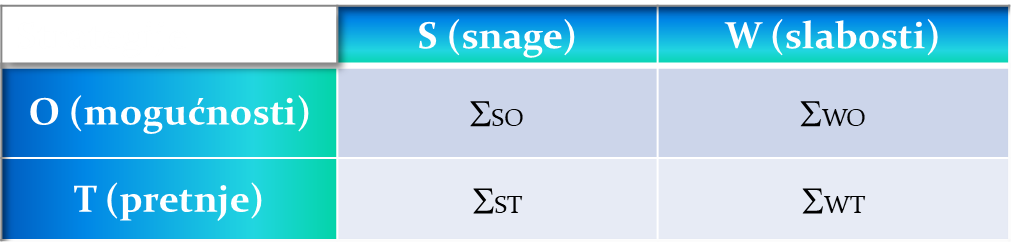 S (snage) W (slabosti)
O (mogućnosti) ΣSO ΣWO
T (pretnje) ΣST ΣWT